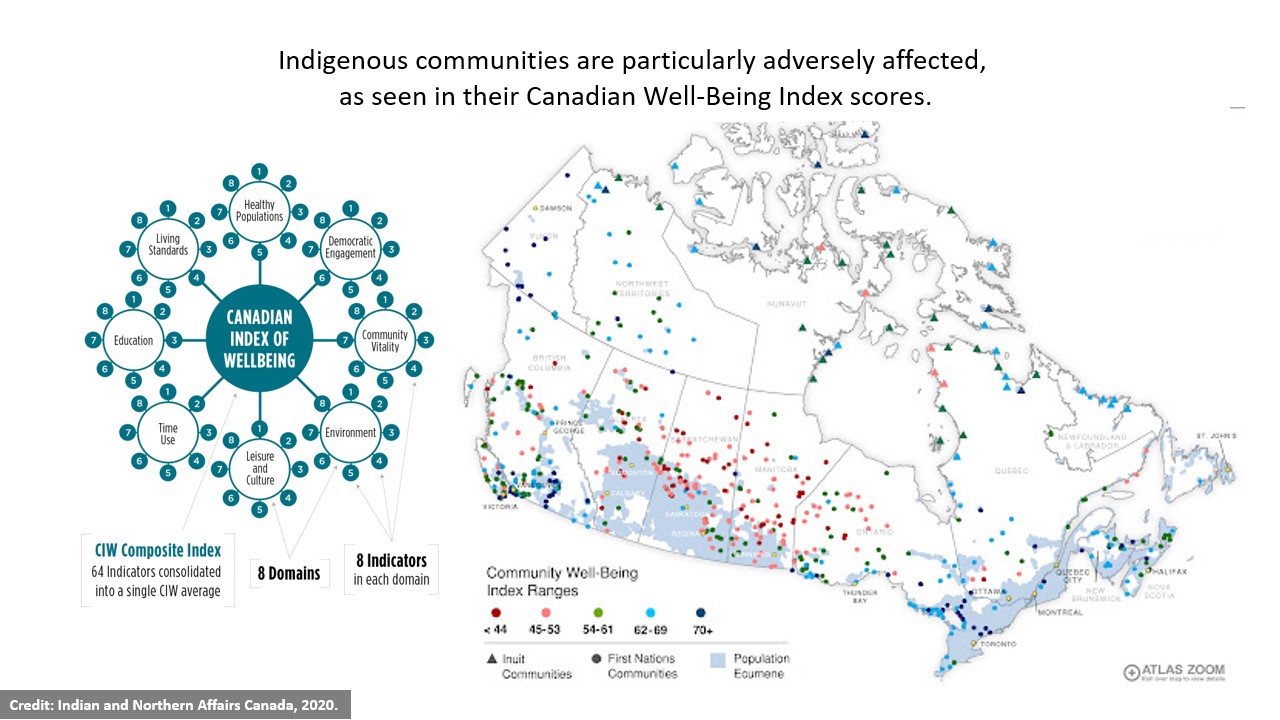 Indigenous communities are particularly adversely affected,
as seen in their Canadian Well-Being Index scores.
CANADIAN
INDEX OF
WELLBEING
Healthy
Populations
1
2
3
4
5
6
7
8
Democratic
Engagement
1
2
3
4
5
6
7
8
Community
Vitality
1
2
3
4
5
6
7
8
Environment
1
2
3
4
5
6
7
8
Leisure
and
Culture
1
2
3
4
5
6
7
8
Time
Use
1
2
3
4
5
6
7
8
Education
1
2
3
4
5
6
7
8
Living
Standards
1
2
3
4
5
6
7
8
CIW Composite Index
64 Indicators consolidated
into a single CIW average
8 Domains
8 Indicators
in each domain
DAWSON
YUKON
NORTHWEST
TERRITORIES
NUNAVUT
BRITISH
COLUMBIA
PRINCE
GEORGE
SASKATCHEWAN
MANITOBA
EDMONTON
CALGARY
SASKATOON
REGINA
VANCOUVER
VICTORIA
ONTARIO
QUEBEC
NEWFOUNDLAND
& LABRADOR
ST. JOHN'S
THUNDER
BAY
OTTAWA
QUEBEC
CITY
MONTREAL
TORONTO
NEW
BRUNSWICK
HALIFAX
NOVA
SCOTIA
Community Well-Being
Index Ranges
< 44
45-53
54-61
62-69
70+
Inuit
Communities
First Nations
Communities
Population
Ecumene
ATLAS ZOOM
Roll over map to view details
Credit: Indian and Northern Affairs Canada, 2020.